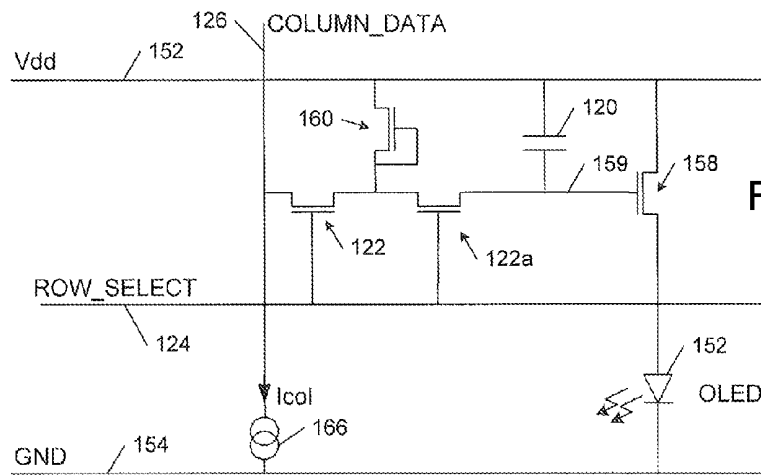 126
COLUMN_DATA
Vdd
152
160
120
159
158
F
122
122a
ROW_SELECT
124
152
Icol
OLED
166
GND
154